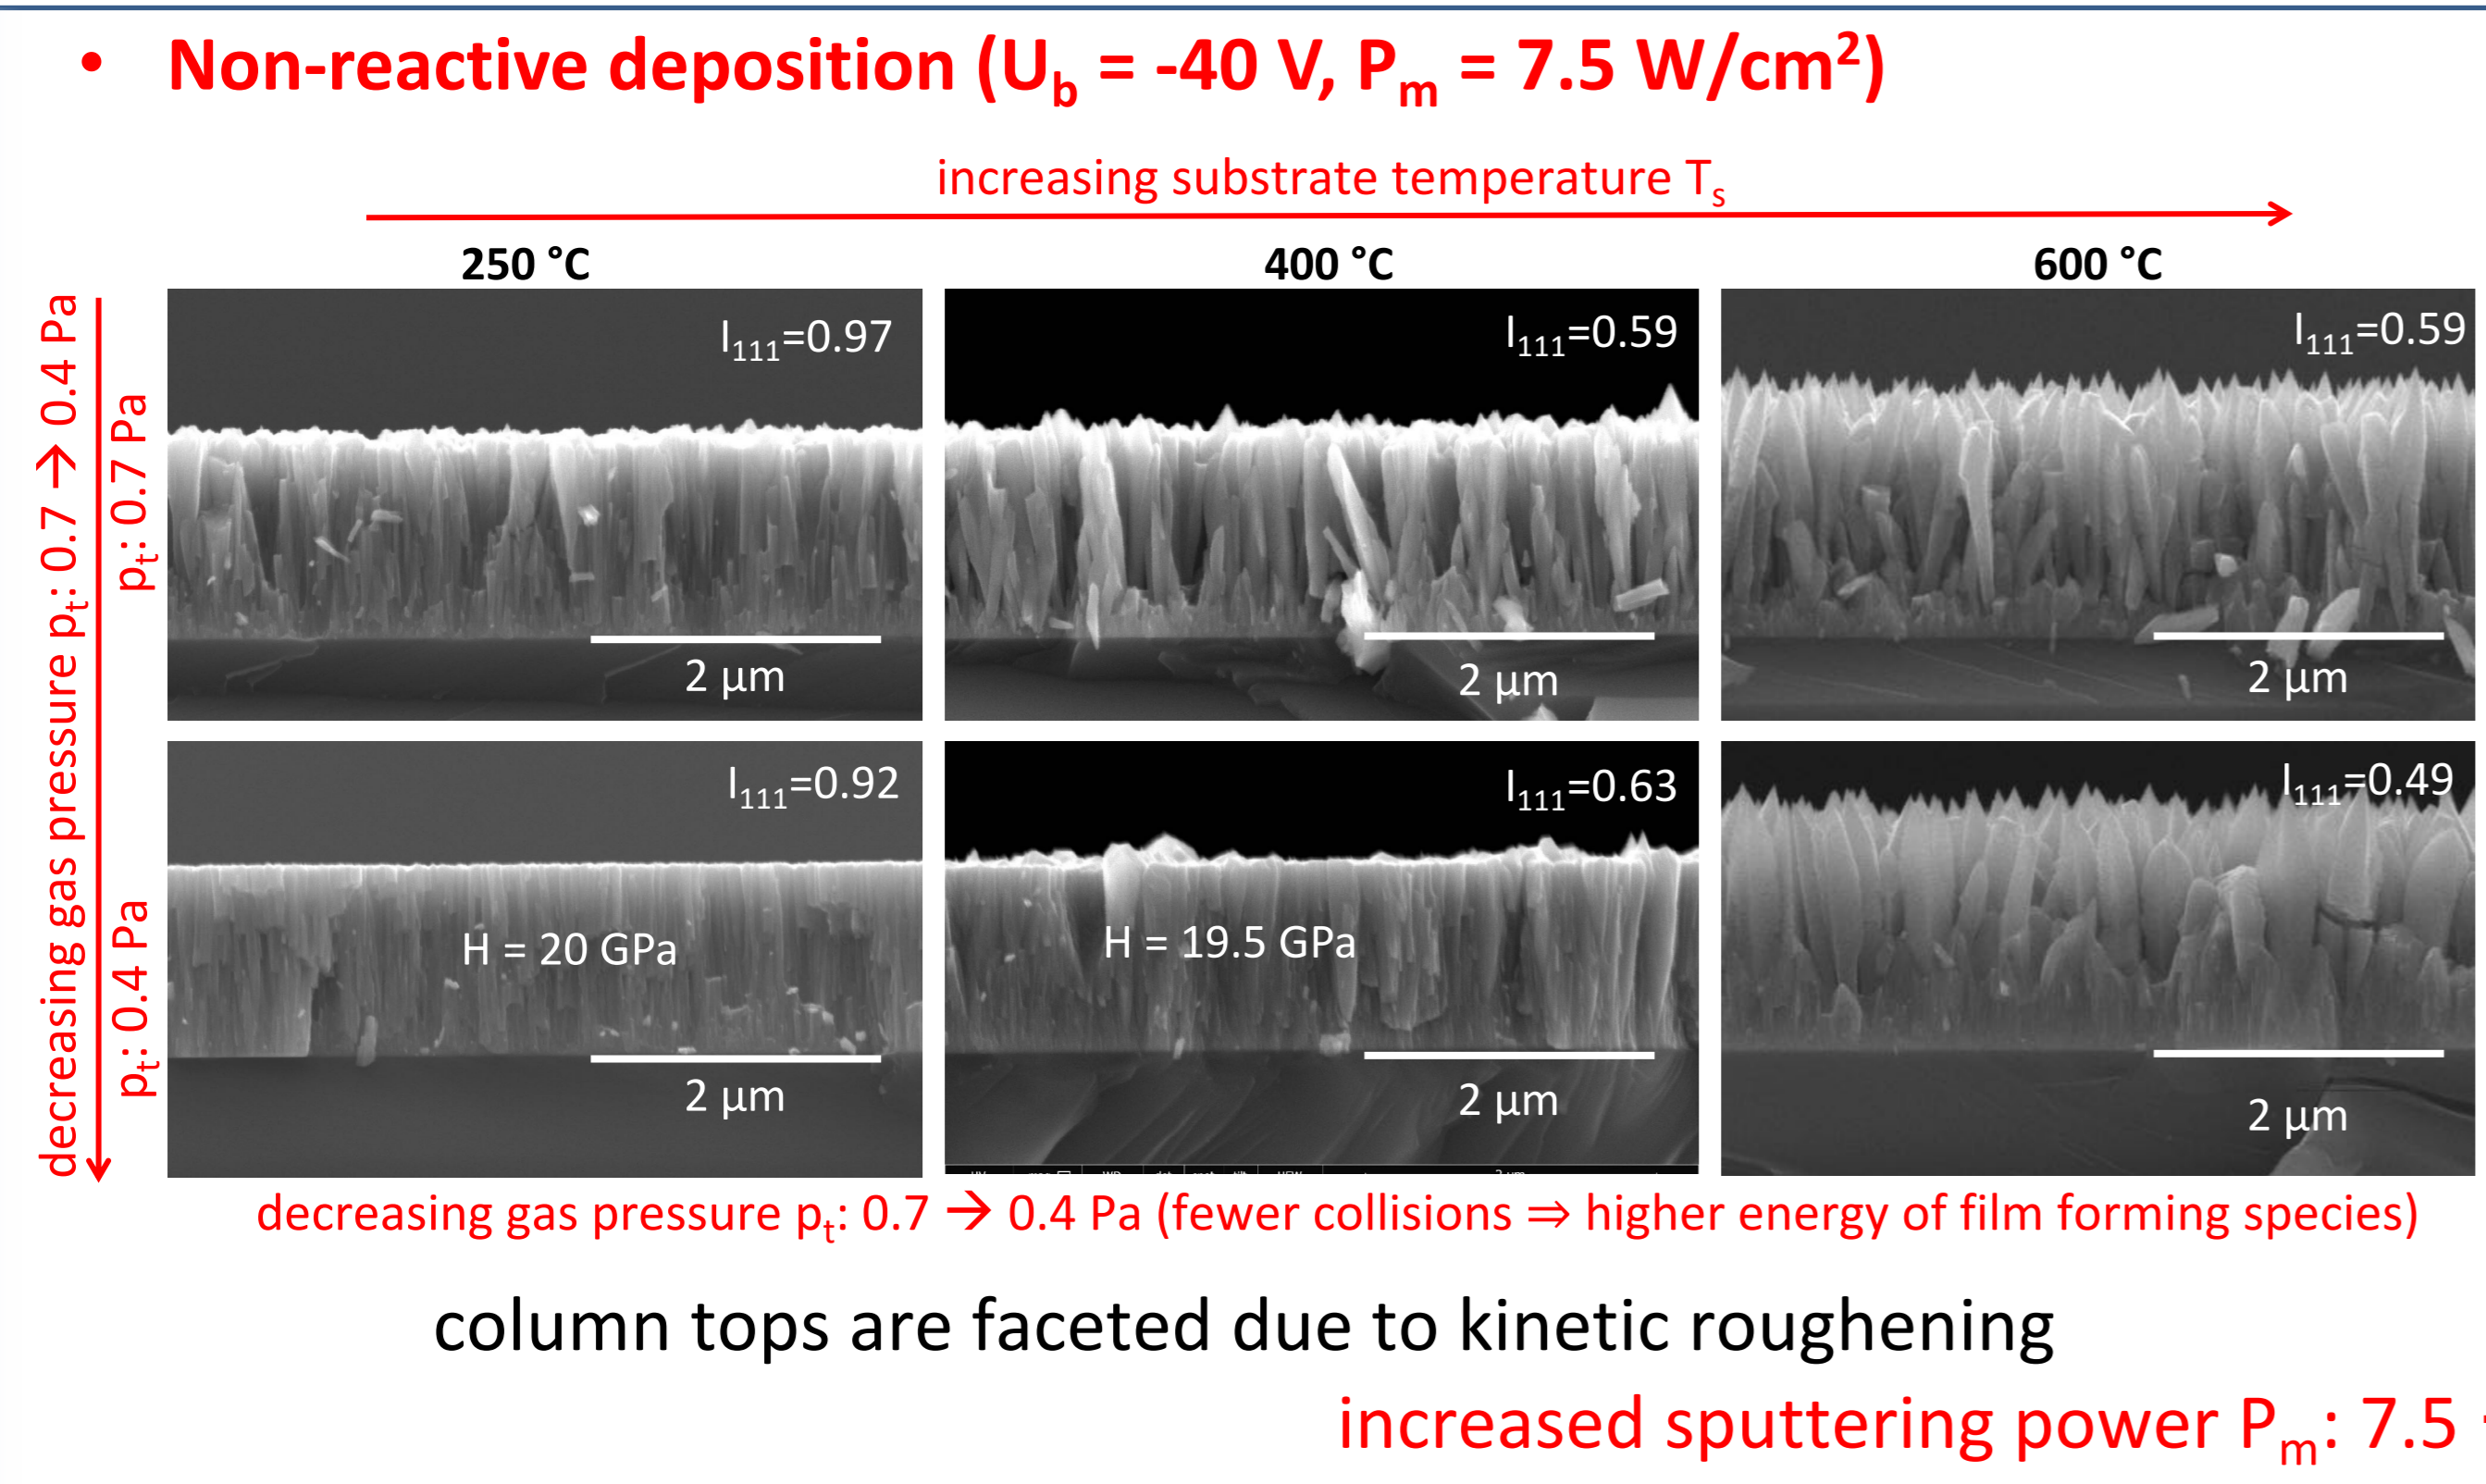 • Non-reactive deposition (Ub = -40 V, Pm = 7.5 W/cm²)
increasing substrate temperature Ts
250 °C
400 °C
600 °C
decreasing gas pressure pt: 0.7 → 0.4 Pa
pt: 0.7 Pa
I111=0.97
2 µm
I111=0.59
2 µm
I111=0.59
2 µm
pt: 0.4 Pa
I111=0.92
H = 20 GPa
2 µm
I111=0.63
H = 19.5 GPa
2 µm
I111=0.49
2 µm
decreasing gas pressure pt: 0.7 → 0.4 Pa (fewer collisions ⇒ higher energy of film forming species)
column tops are faceted due to kinetic roughening
increased sputtering power Pm: 7.5